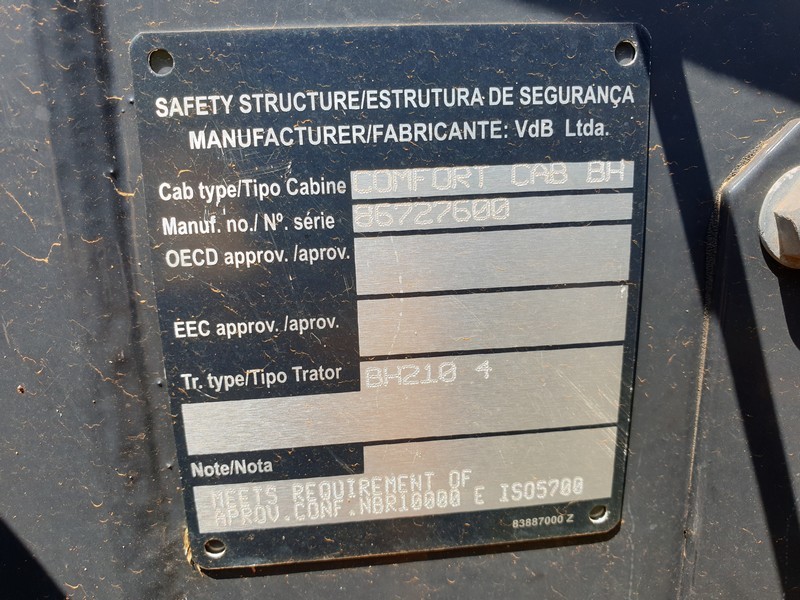 SAFETY STRUCTURE/ESTRUTURA DE SEGURANÇA
MANUFACTURER/FABRICANTE: VdB Ltda.
Cab type/Tipo Cabine COMFORT CAB BH
Manuf. no./ Nº. série 86727600
OECD approv. /aprov.
EEC approv. /aprov.
Tr. type/Tipo Trator BH210 4
Note/Nota
MEETS REQUIREMENT OF
APROV.CONF.NBR10000 E ISO5700
83887000 Z